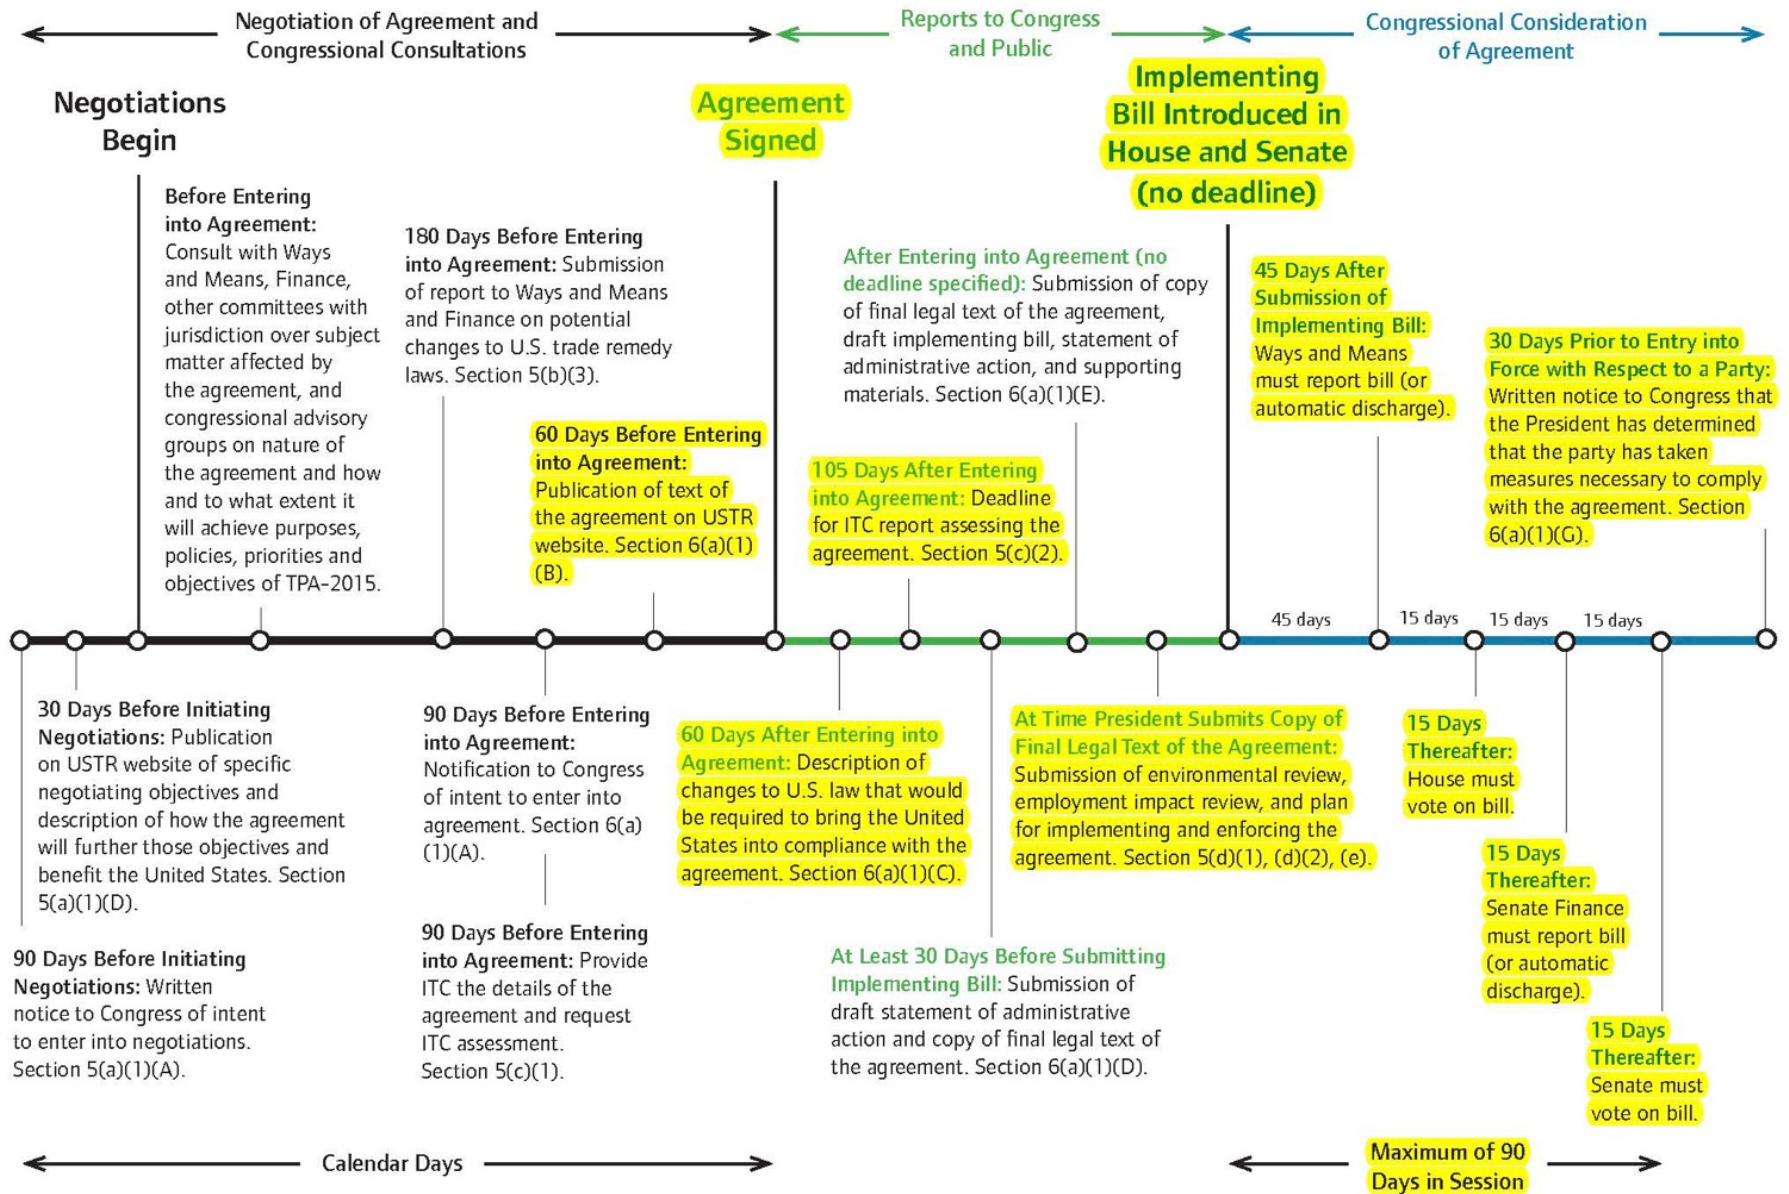 Negotiation of Agreement and
Congressional Consultations
Reports to Congress
and Public
Congressional Consideration
of Agreement
Negotiations
Begin
Agreement
Signed
Implementing
Bill Introduced in
House and Senate
(no deadline)
Before Entering
into Agreement:
Consult with Ways
and Means, Finance,
other committees with
jurisdiction over subject
matter affected by
the agreement, and
congressional advisory
groups on nature of
the agreement and how
and to what extent it
will achieve purposes,
policies, priorities and
objectives of TPA-2015.
180 Days Before Entering
into Agreement: Submission
of report to Ways and Means
and Finance on potential
changes to U.S. trade remedy
laws. Section 5(b)(3).
60 Days Before Entering
into Agreement:
Publication of text of
the agreement on USTR
website. Section 6(a)(1)
(B).
After Entering into Agreement (no
deadline specified): Submission of copy
of final legal text of the agreement,
draft implementing bill, statement of
administrative action, and supporting
materials. Section 6(a)(1)(E).
105 Days After Entering
into Agreement: Deadline
for ITC report assessing the
agreement. Section 5(c)(2).
45 Days After
Submission of
Implementing Bill:
Ways and Means
must report bill (or
automatic discharge).
30 Days Prior to Entry into
Force with Respect to a Party:
Written notice to Congress that
the President has determined
that the party has taken
measures necessary to comply
with the agreement. Section
6(a)(1)(G).
45 days
15 days
15 days
15 days
30 Days Before Initiating
Negotiations: Publication
on USTR website of specific
negotiating objectives and
description of how the agreement
will further those objectives and
benefit the United States. Section
5(a)(1)(D).
90 Days Before Initiating
Negotiations: Written
notice to Congress of intent
to enter into negotiations.
Section 5(a)(1)(A).
90 Days Before Entering
into Agreement:
Notification to Congress
of intent to enter into
agreement. Section 6(a)
(1)(A).
90 Days Before Entering
into Agreement: Provide
ITC the details of the
agreement and request
ITC assessment.
Section 5(c)(1).
60 Days After Entering into
Agreement: Description of
changes to U.S. law that would
be required to bring the United
States into compliance with the
agreement. Section 6(a)(1)(C).
At Least 30 Days Before Submitting
Implementing Bill: Submission of
draft statement of administrative
action and copy of final legal text of
the agreement. Section 6(a)(1)(D).
At Time President Submits Copy of
Final Legal Text of the Agreement:
Submission of environmental review,
employment impact review, and plan
for implementing and enforcing the
agreement. Section 5(d)(1), (d)(2), (e).
15 Days
Thereafter:
House must
vote on bill.
15 Days
Thereafter:
Senate Finance
must report bill
(or automatic
discharge).
15 Days
Thereafter:
Senate must
vote on bill.
Calendar Days
Maximum of 90
Days in Session